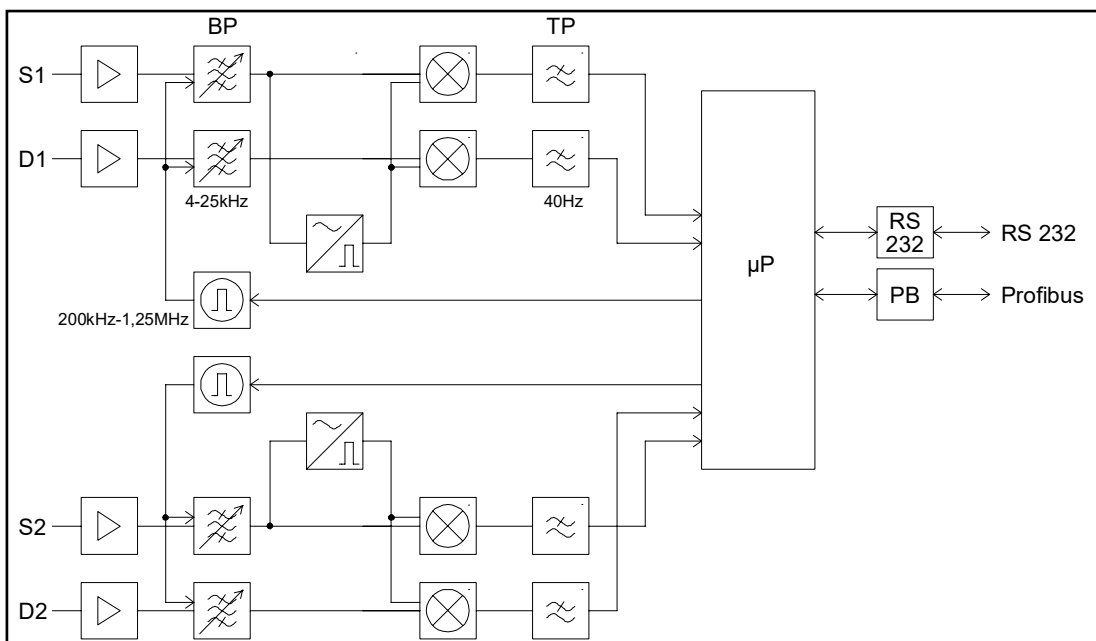 BP
TP
S1
D1
4-25kHz
40Hz
µP
RS
232
RS 232
PB
Profibus
200kHz-1,25MHz
S2
D2